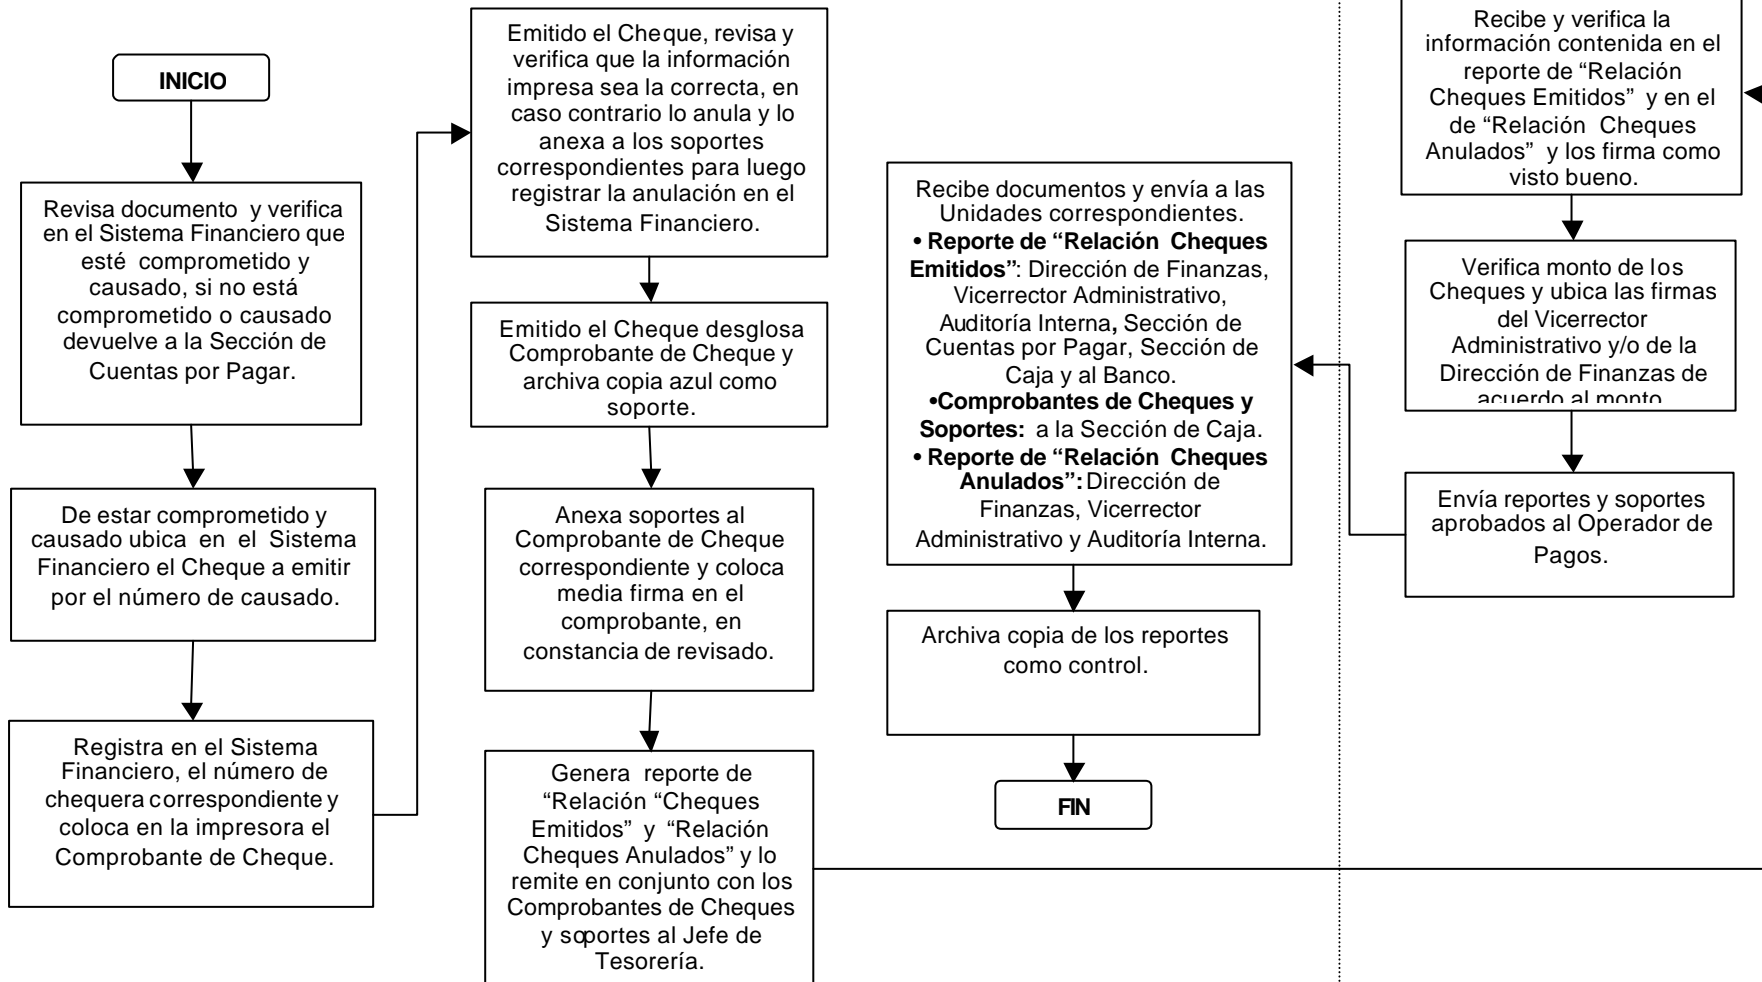 INICIO
Revisa documento y verifica
en el Sistema Financiero que
esté comprometido y
causado, si no está
comprometido o causado
devuelve a la Sección de
Cuentas por Pagar.
De estar comprometido y
causado ubica en el Sistema
Financiero el Cheque a emitir
por el número de causado.
Registra en el Sistema
Financiero, el número de
chequera correspondiente y
coloca en la impresora el
Comprobante de Cheque.
Emitido el Cheque, revisa y
verifica que la información
impresa sea la correcta, en
caso contrario lo anula y lo
anexa a los soportes
correspondientes para luego
registrar la anulación en el
Sistema Financiero.
Emitido el Cheque desglosa
Comprobante de Cheque y
archiva copia azul como
soporte.
Anexa soportes al
Comprobante de Cheque
correspondiente y coloca
media firma en el
comprobante, en
constancia de revisado.
Genera reporte de
“Relación “Cheques
Emitidos” y “Relación
Cheques Anulados” y lo
remite en conjunto con los
Comprobantes de Cheques
y soportes al Jefe de
Tesorería.
Recibe documentos y envía a las
Unidades correspondientes.
• Reporte de “Relación Cheques
Emitidos”: Dirección de Finanzas,
Vicerrector Administrativo,
Auditoría Interna, Sección de
Cuentas por Pagar, Sección de
Caja y al Banco.
•Comprobantes de Cheques y
Soportes: a la Sección de Caja.
• Reporte de “Relación Cheques
Anulados”: Dirección de
Finanzas, Vicerrector
Administrativo y Auditoría Interna.
Archiva copia de los reportes
como control.
FIN
Recibe y verifica la
información contenida en el
reporte de “Relación
Cheques Emitidos” y en el
de “Relación Cheques
Anulados” y los firma como
visto bueno.
Verifica monto de los
Cheques y ubica las firmas
del Vicerrector
Administrativo y/o de la
Dirección de Finanzas de
acuerdo al monto
Envía reportes y soportes
aprobados al Operador de
Pagos.